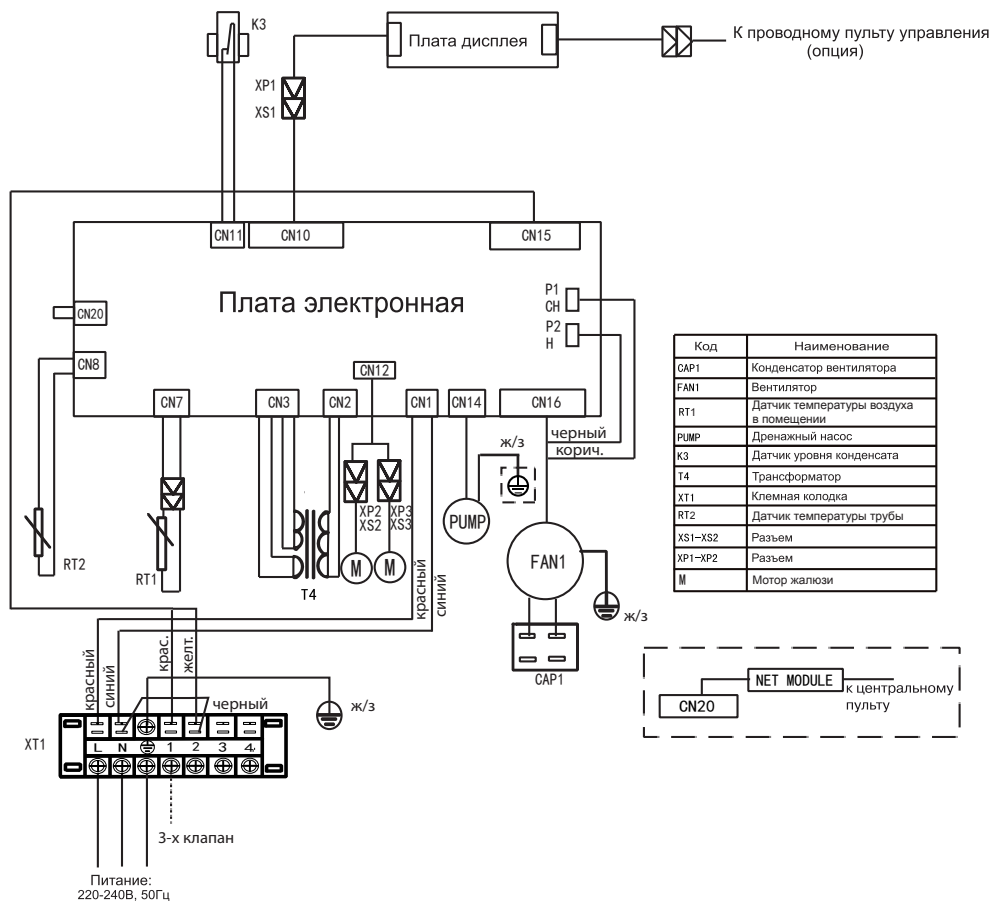 K3
Плата дисплея
К проводному пульту управления
(опция)
XP1
XS1
CN11
CN10
CN15
Плата электронная
P1
CH
P2
H
CN20
CN8
CN12
CN7
CN3
CN2
CN1
CN14
CN16
черный
корич.
ж/з
XP2
XS2
XP3
XS3
PUMP
FAN1
RT2
RT1
T4
M
M
красный
синий
ж/з
CAP1
Код Наименование
CAP1 Конденсатор вентилятора
FAN1 Вентилятор
RT1 Датчик температуры воздуха
в помещении
PUMP Дренажный насос
K3 Датчик уровня конденсата
T4 Трансформатор
XT1 Клемная колодка
RT2 Датчик температуры трубы
XS1-XS2 Разъем
XP1-XP2 Разъем
M Мотор жалюзи
красный
синий
крас.
желт.
черный
ж/з
XT1
L N 1 2 3 4
3-х клапан
Питание:
220-240В, 50Гц
NET MODULE
CN20
к центральному
пульту